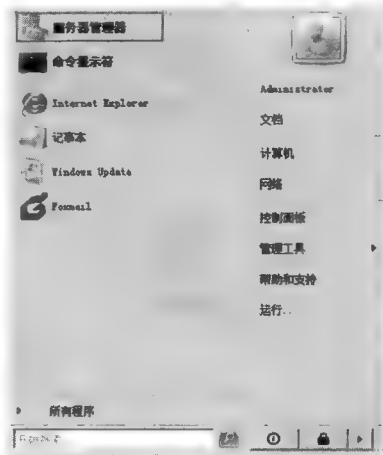 服务器管理器
命令提示符
Internet Explorer
记事本
Windows Update
Foxmail
所有程序
Administrator
文档
计算机
网络
控制面板
管理工具
帮助和支持
运行...